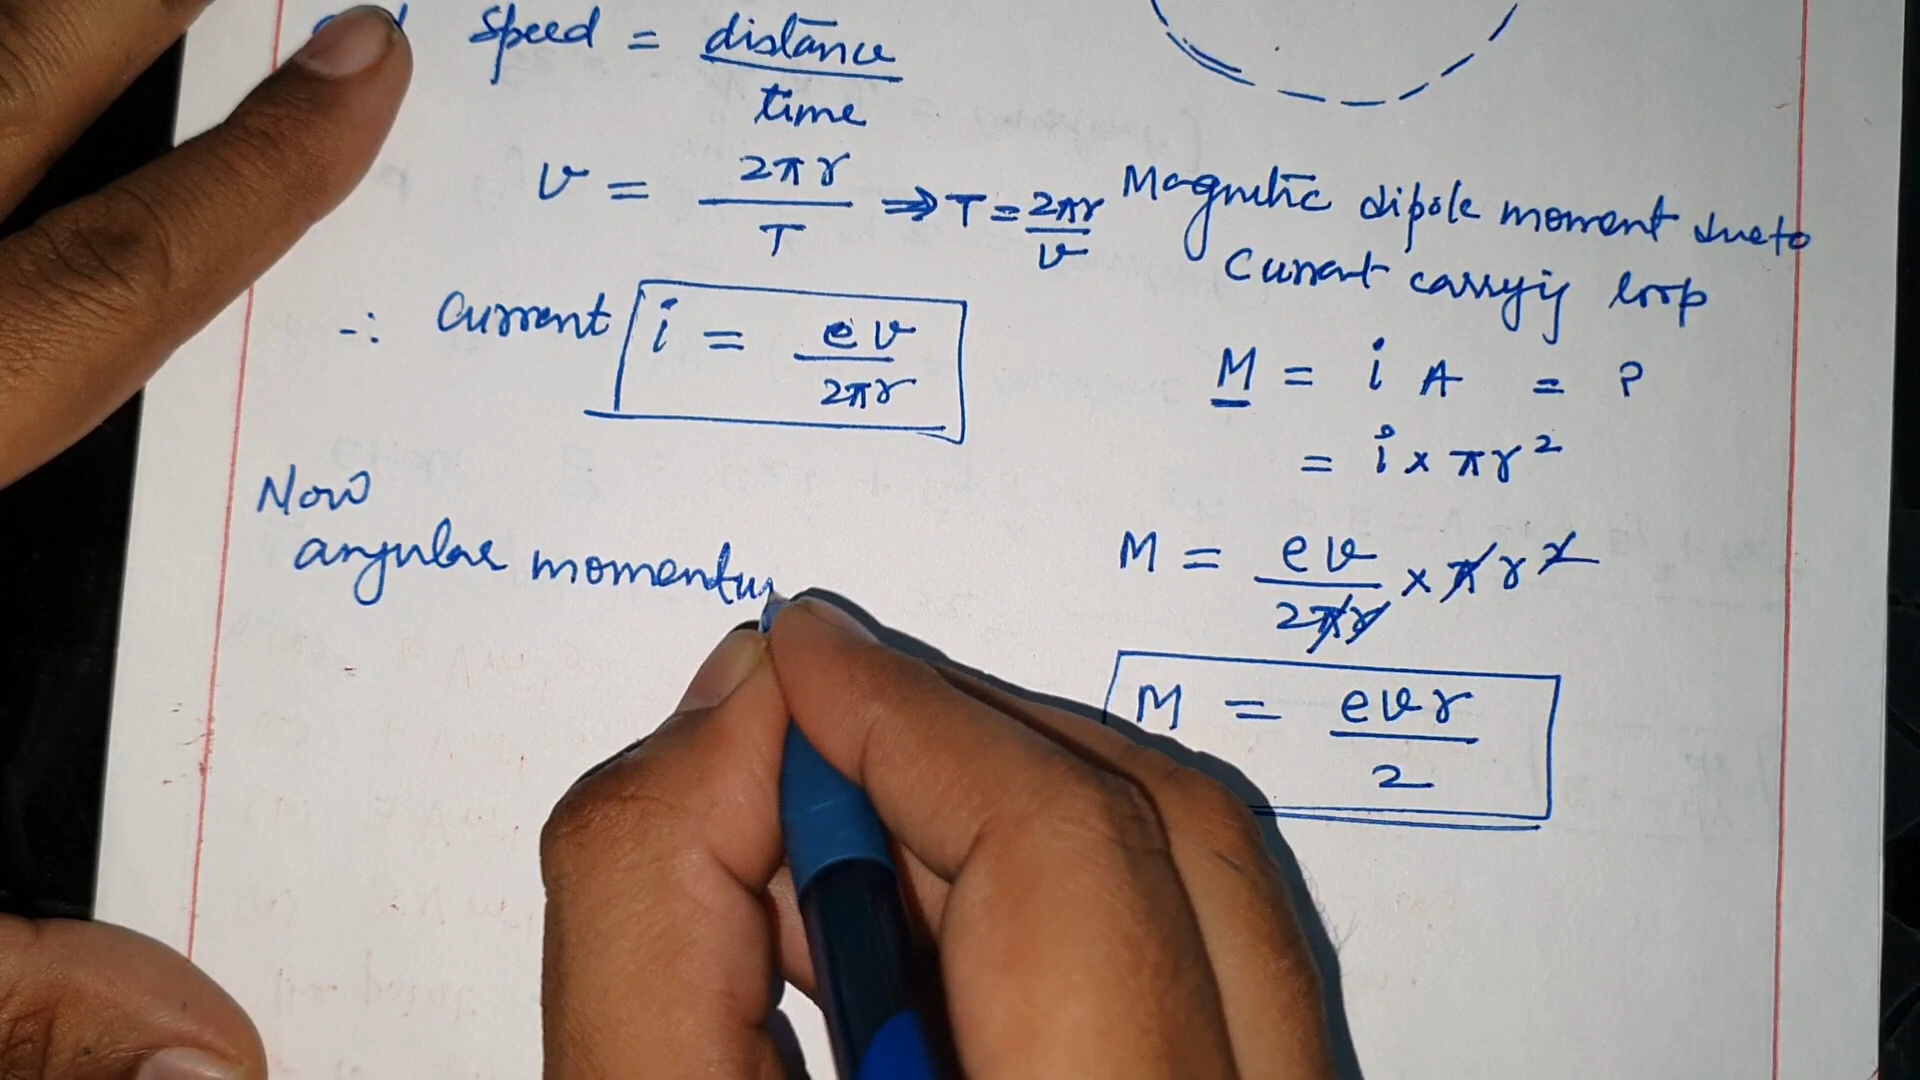 Speed = distance
time
v = 2πr / T ⇒ T = 2πr / v
∴ Current i = ev / 2πr
Now
angular momentu
Magnetic dipole moment due to
Current carryig loop
M = i A = ?
= i × πr²
M = ev / 2πr × πr²
M = evr / 2